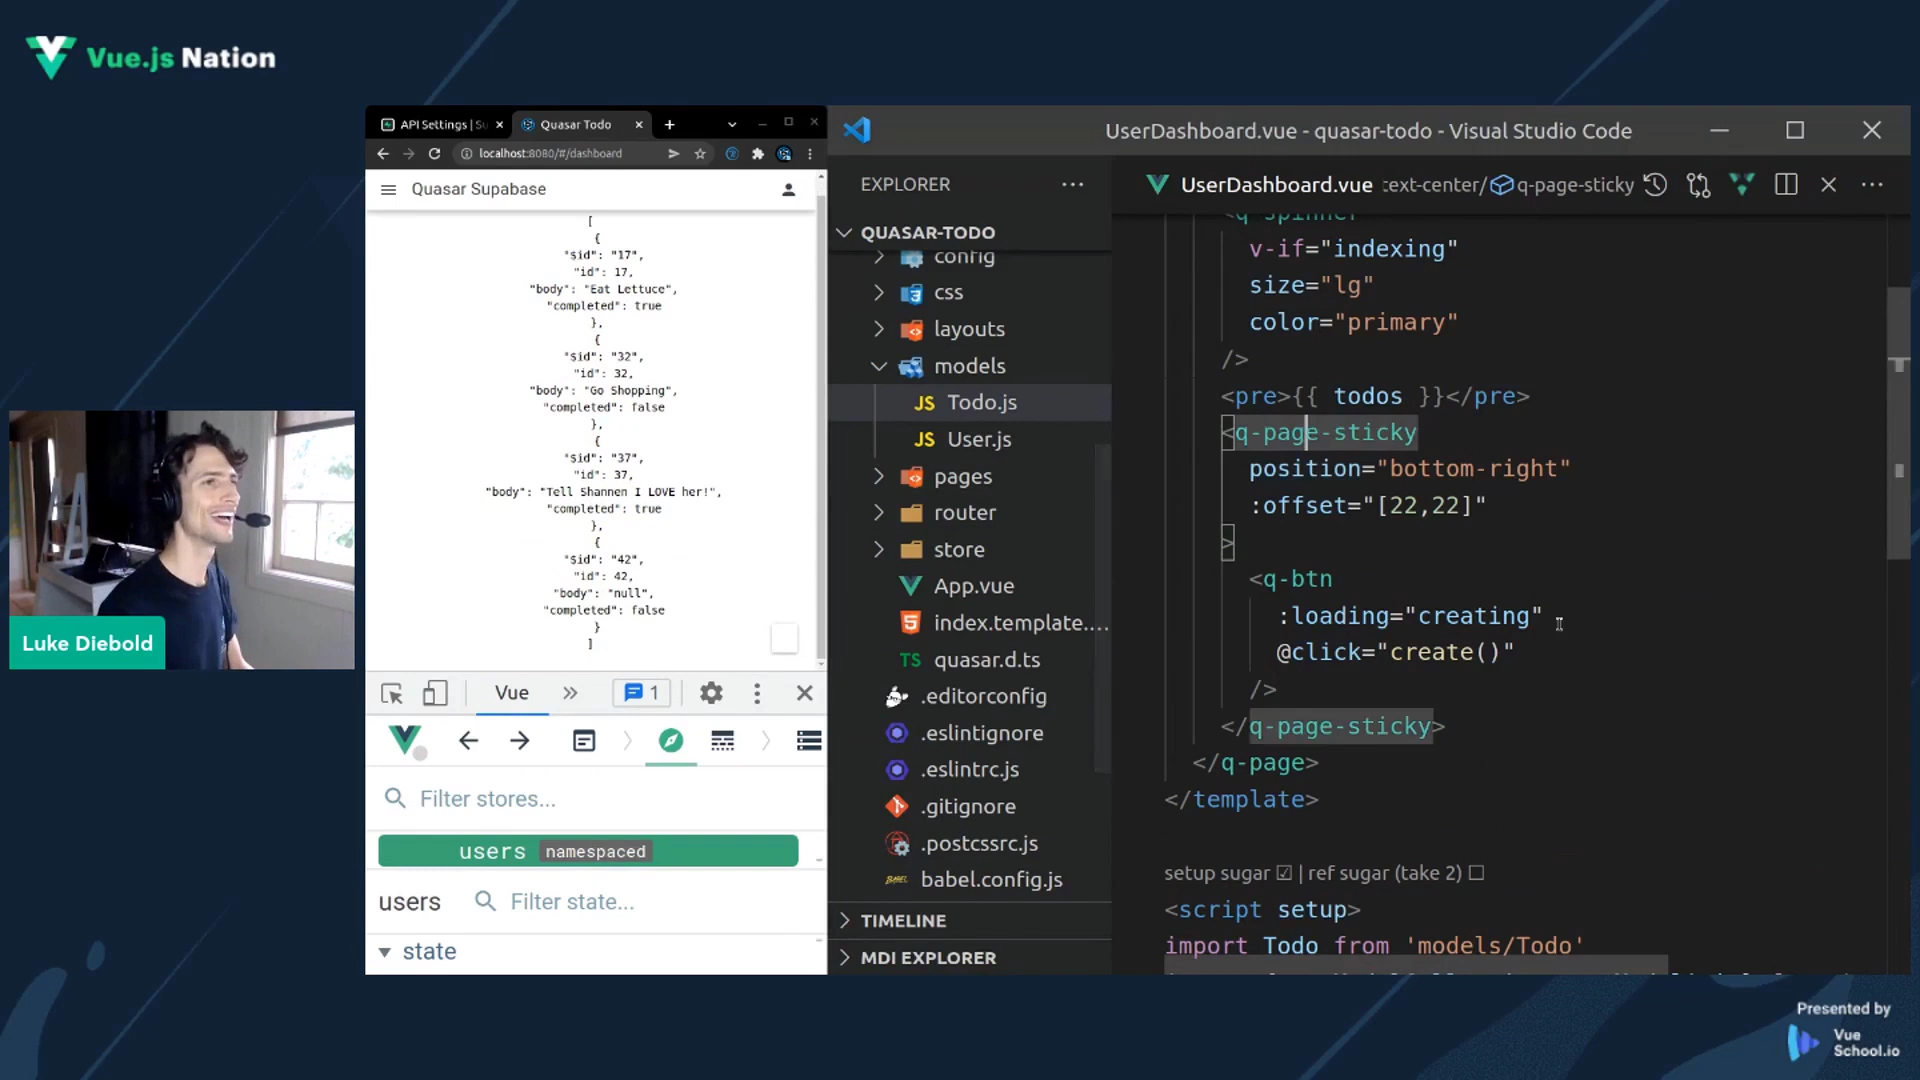 Vue.js Nation
API Settings | Su
Quasar Todo
localhost:8080/#/dashboard
Quasar Supabase
[
{
"$id": "17",
"id": 17,
"body": "Eat Lettuce",
"completed": true
},
{
"$id": "32",
"id": 32,
"body": "Go Shopping",
"completed": false
},
{
"$id": "37",
"id": 37,
"body": "Tell Shannen I LOVE her!",
"completed": true
},
{
"$id": "42",
"id": 42,
"body": "null",
"completed": false
}
]
Vue
1
Filter stores...
users namespaced
users Filter state...
state
Luke Diebold
UserDashboard.vue - quasar-todo - Visual Studio Code
EXPLORER
QUASAR-TODO
config
css
layouts
models
JS Todo.js
JS User.js
pages
router
store
App.vue
index.template....
TS quasar.d.ts
.editorconfig
.eslintignore
.eslintrc.js
.gitignore
.postcssrc.js
babel.config.js
TIMELINE
MDI EXPLORER
UserDashboard.vue :ext-center/ q-page-sticky
<q-spinner
v-if="indexing"
size="lg"
color="primary"
/>
<pre>{{ todos }}</pre>
<q-page-sticky
position="bottom-right"
:offset="[22,22]"
>
<q-btn
:loading="creating"
@click="create()"
/>
</q-page-sticky>
</q-page>
</template>
setup sugar ☑ | ref sugar (take 2) ☐
<script setup>
import Todo from 'models/Todo'
Presented by
Vue
School.io